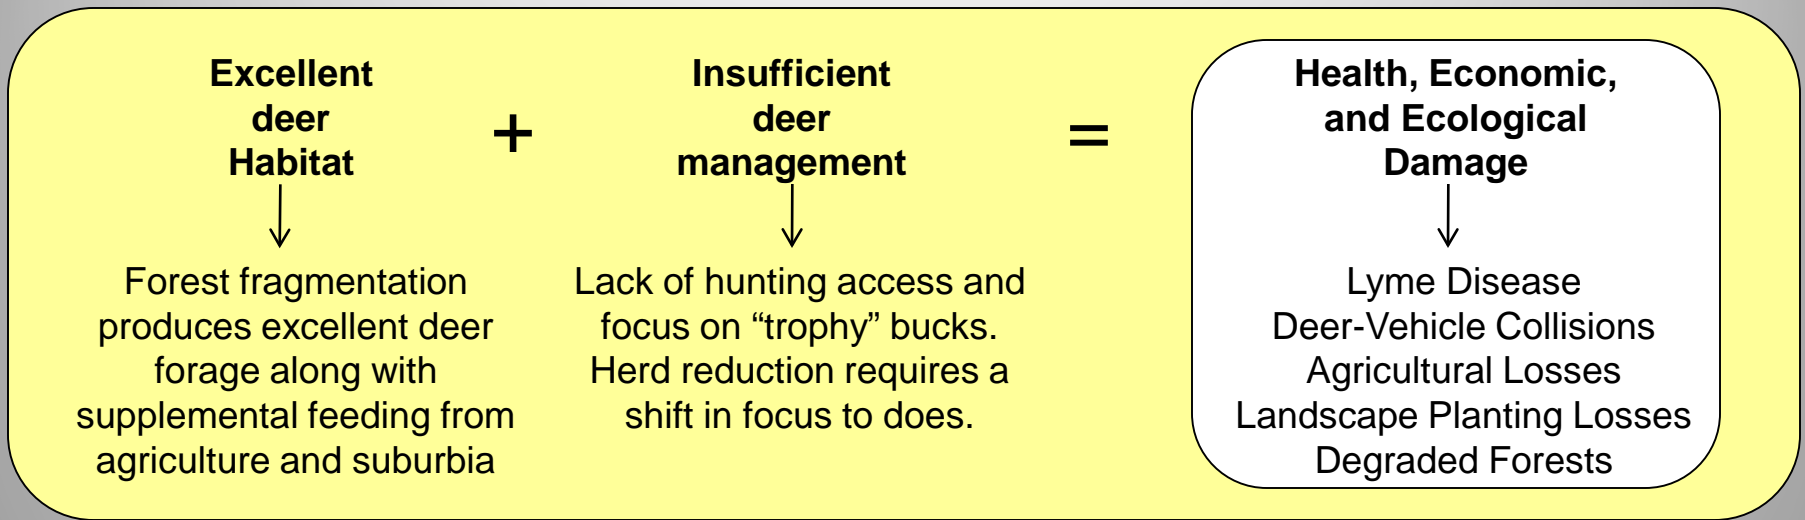 Excellent
deer
Habitat
+
Insufficient
deer
management
=
Health, Economic,
and Ecological
Damage
Forest fragmentation
produces excellent deer
forage along with
supplemental feeding from
agriculture and suburbia
Lack of hunting access and
focus on “trophy” bucks.
Herd reduction requires a
shift in focus to does.
Lyme Disease
Deer-Vehicle Collisions
Agricultural Losses
Landscape Planting Losses
Degraded Forests